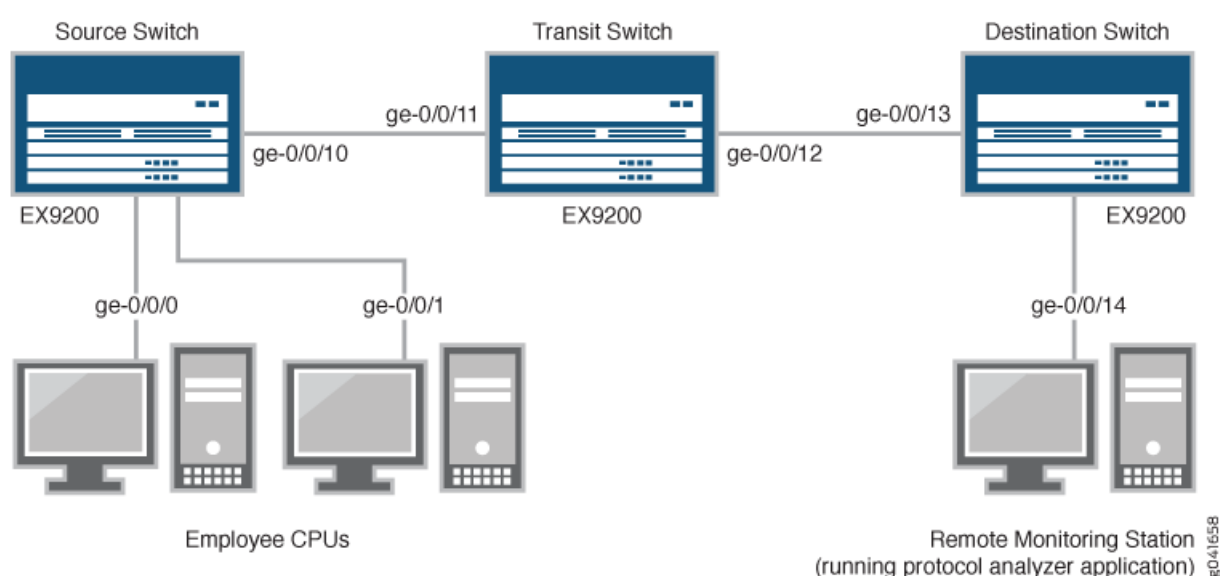 Source Switch
Transit Switch
Destination Switch
ge-0/0/11
ge-0/0/13
ge-0/0/10
ge-0/0/12
EX9200
EX9200
EX9200
ge-0/0/0
ge-0/0/1
ge-0/0/14
Employee CPUs
Remote Monitoring Station
(running protocol analyzer application)
g041658